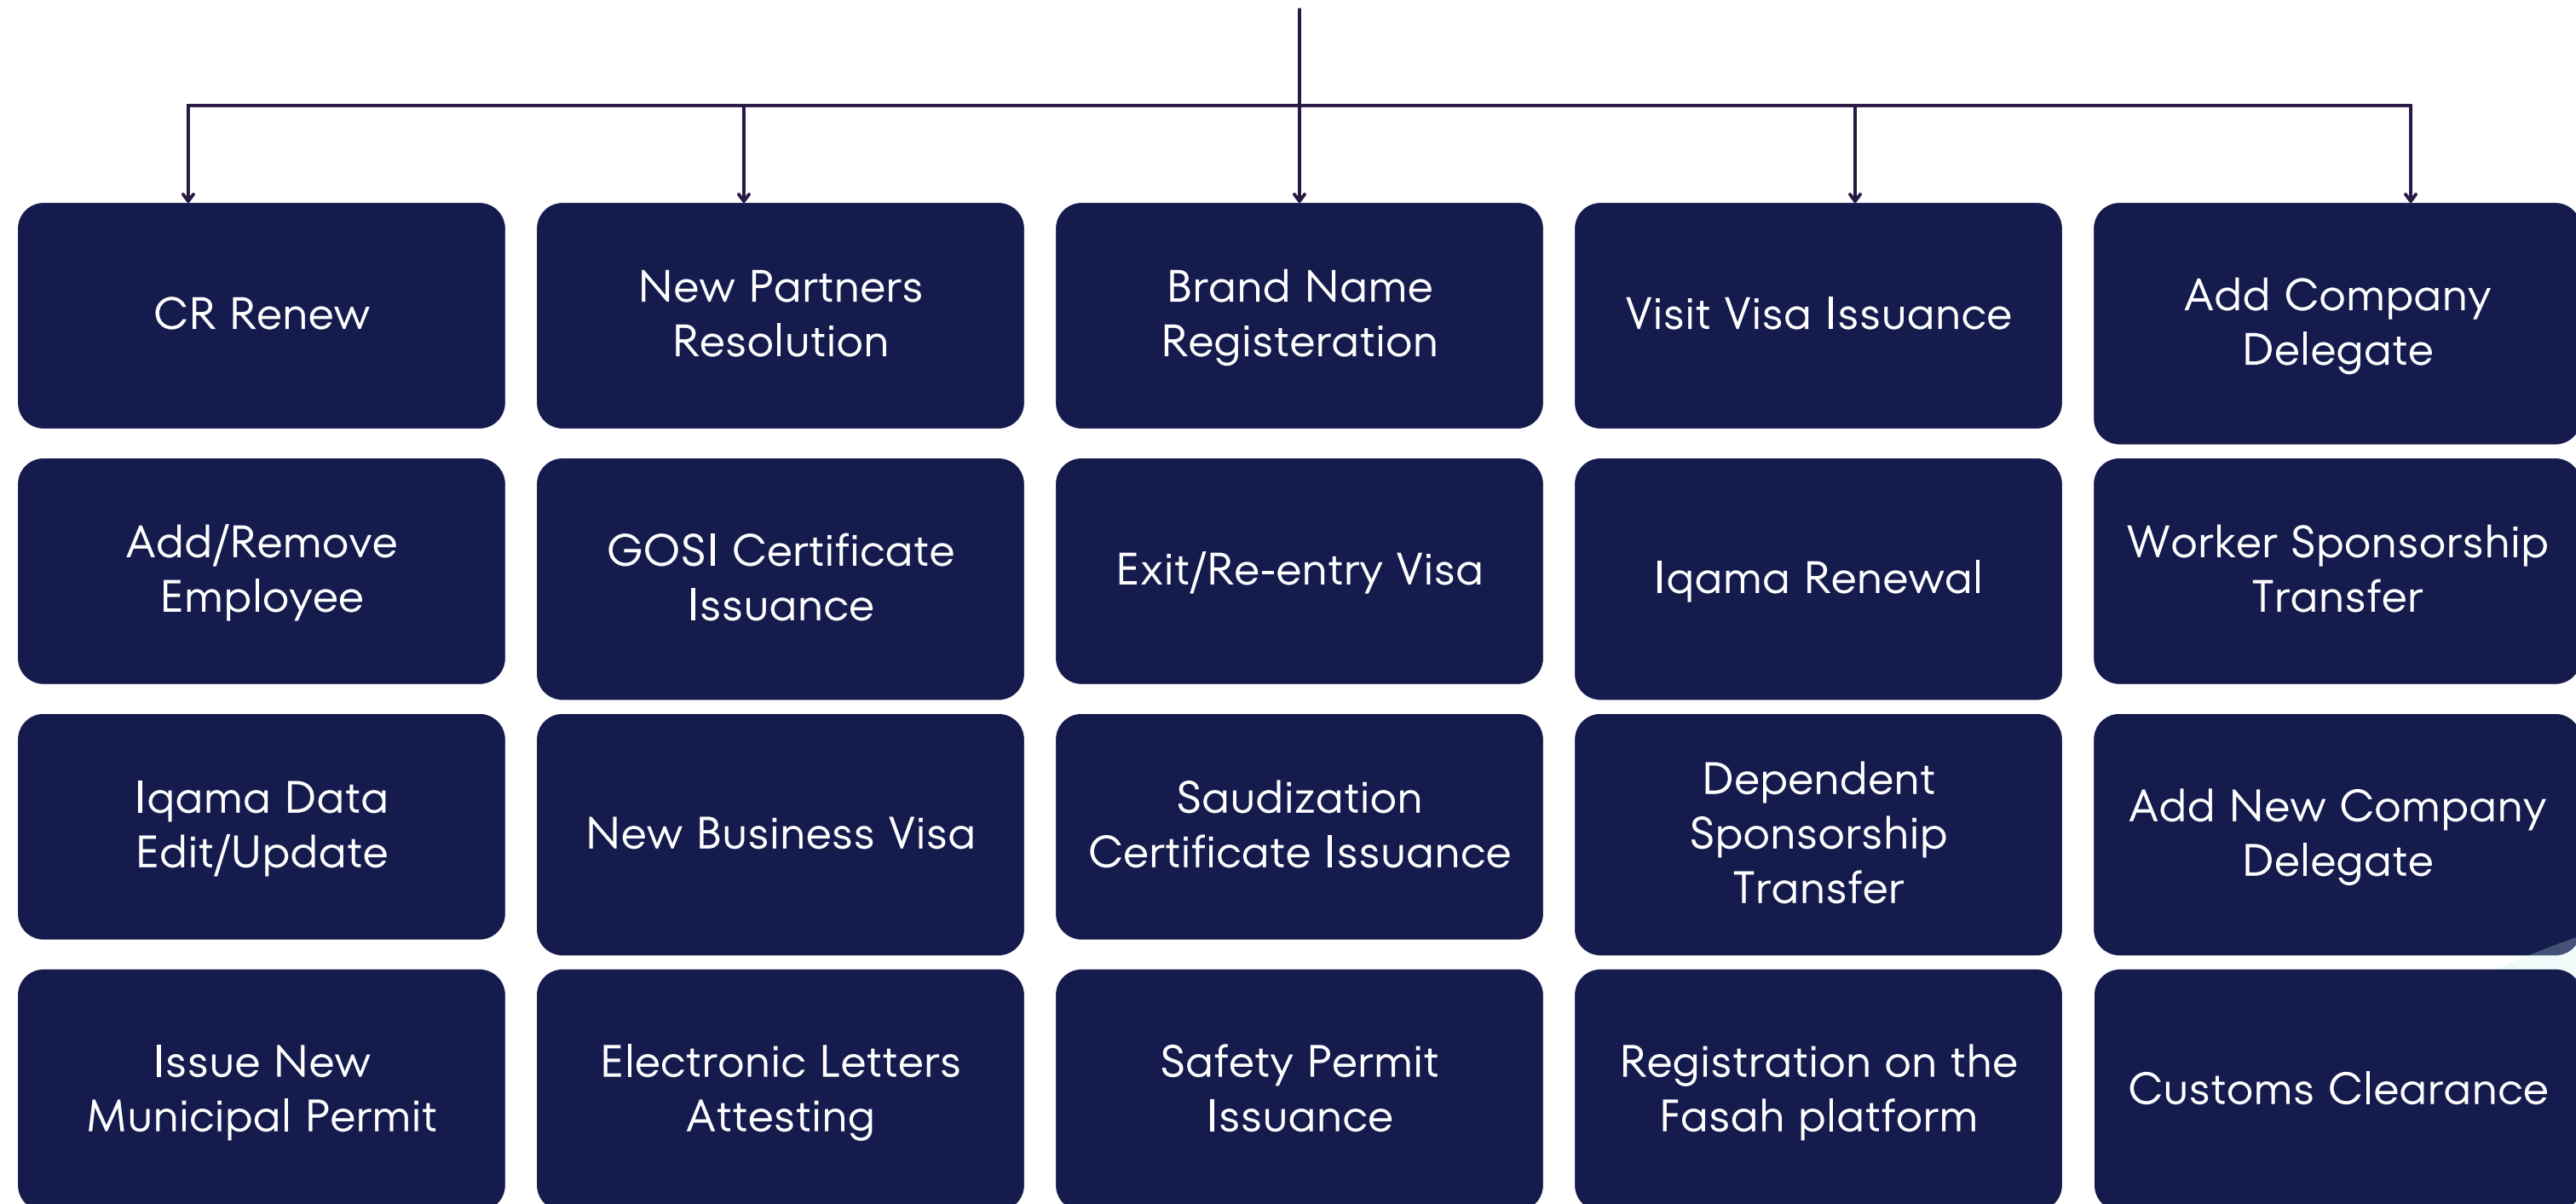 CR Renew
New Partners
Resolution
Brand Name
Registeration
Visit Visa Issuance
Add Company
Delegate
Add/Remove
Employee
GOSI Certificate
Issuance
Exit/Re-entry Visa
Iqama Renewal
Worker Sponsorship
Transfer
Iqama Data
Edit/Update
New Business Visa
Saudization
Certificate Issuance
Dependent
Sponsorship
Transfer
Add New Company
Delegate
Issue New
Municipal Permit
Electronic Letters
Attesting
Safety Permit
Issuance
Registration on the
Fasah platform
Customs Clearance